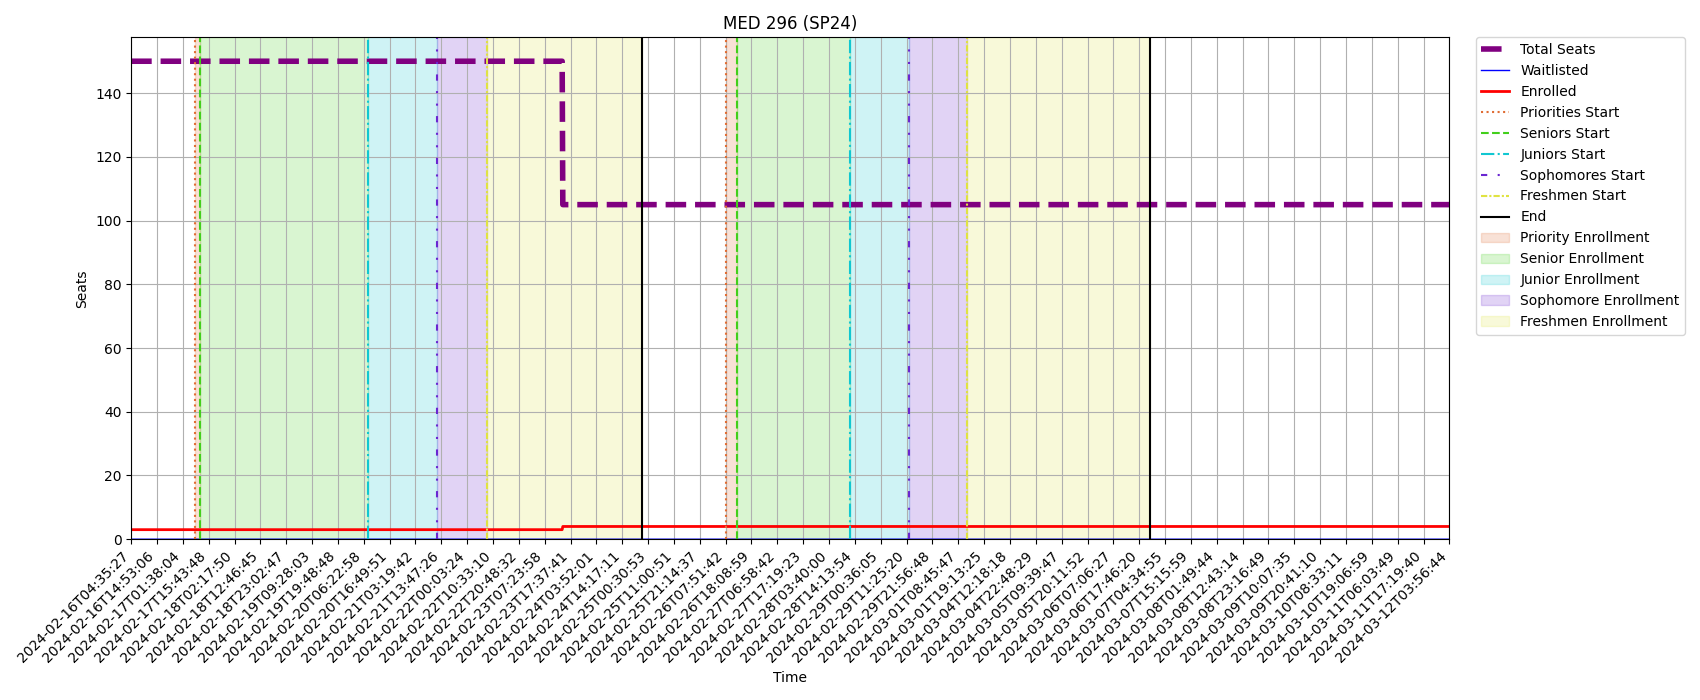 MED 296 (SP24)
Seats
140
120
100
80
60
40
20
0
2024-02-16T04:35:27
2024-02-16T14:53:06
2024-02-17T01:38:04
2024-02-17T15:43:48
2024-02-18T02:17:50
2024-02-18T12:46:45
2024-02-18T23:02:47
2024-02-19T09:28:03
2024-02-19T19:48:48
2024-02-20T06:22:58
2024-02-20T16:49:51
2024-02-21T03:19:42
2024-02-21T13:47:26
2024-02-22T00:03:24
2024-02-22T10:33:10
2024-02-22T20:48:32
2024-02-23T07:23:58
2024-02-23T17:37:41
2024-02-24T03:52:01
2024-02-24T14:17:11
2024-02-25T00:30:53
2024-02-25T11:00:51
2024-02-25T21:14:37
2024-02-26T07:51:42
2024-02-26T18:08:59
2024-02-27T06:58:42
2024-02-27T17:19:23
2024-02-28T03:40:00
2024-02-28T14:13:54
2024-02-29T00:36:05
2024-02-29T11:25:20
2024-02-29T21:56:48
2024-03-01T08:45:47
2024-03-01T19:13:25
2024-03-04T12:18:18
2024-03-04T22:48:29
2024-03-05T09:39:47
2024-03-05T20:11:52
2024-03-06T07:06:27
2024-03-06T17:46:20
2024-03-07T04:34:55
2024-03-07T15:15:59
2024-03-08T01:49:44
2024-03-08T12:43:14
2024-03-08T23:16:49
2024-03-09T10:07:35
2024-03-09T20:41:10
2024-03-10T08:33:11
2024-03-10T19:06:59
2024-03-11T06:03:49
2024-03-11T17:19:40
2024-03-12T03:56:44
Time
Total Seats
Waitlisted
Enrolled
Priorities Start
Seniors Start
Juniors Start
Sophomores Start
Freshmen Start
End
Priority Enrollment
Senior Enrollment
Junior Enrollment
Sophomore Enrollment
Freshmen Enrollment